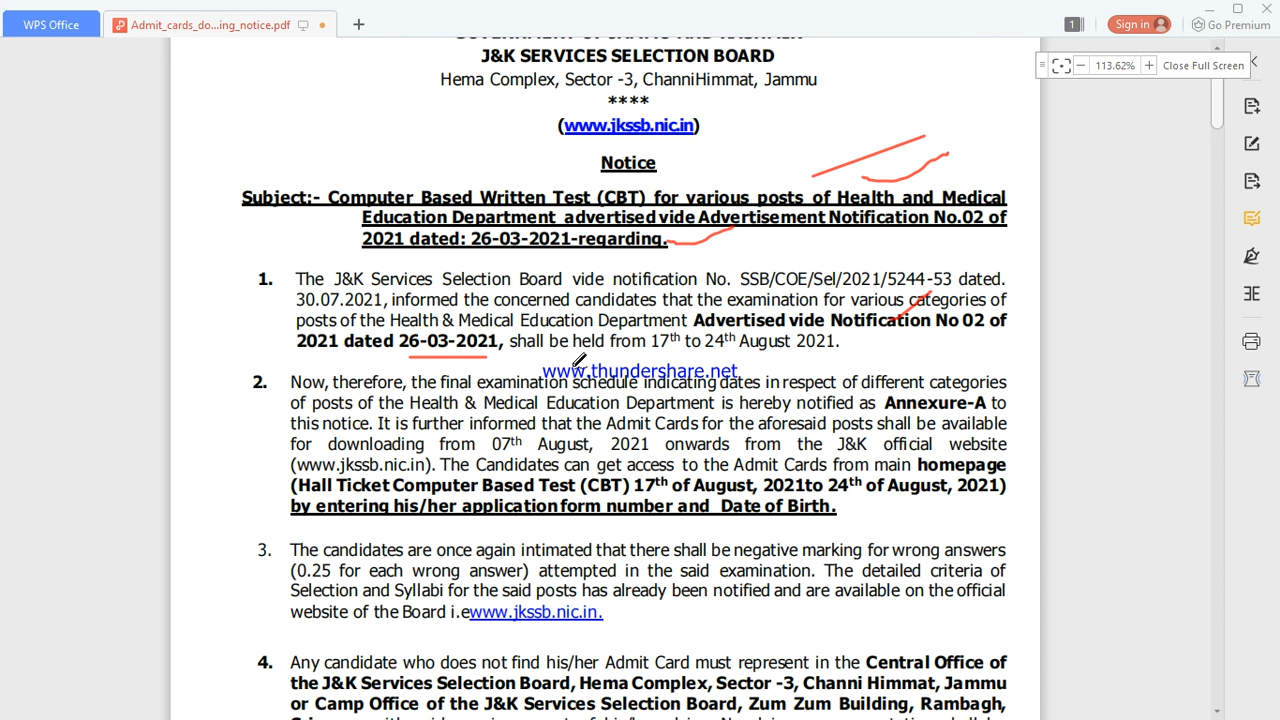 WPS Office
Admit_cards_do...ing_notice.pdf
1
Sign in
Go Premium
113.62%
Close Full Screen
GOVERNMENT OF JAMMU AND KASHMIR
J&K SERVICES SELECTION BOARD
Hema Complex, Sector -3, ChanniHimmat, Jammu
****
(www.jkssb.nic.in)
Notice
Subject:- Computer Based Written Test (CBT) for various posts of Health and Medical
Education Department advertised vide Advertisement Notification No.02 of
2021 dated: 26-03-2021-regarding.
1. The J&K Services Selection Board vide notification No. SSB/COE/Sel/2021/5244-53 dated.
30.07.2021, informed the concerned candidates that the examination for various categories of
posts of the Health & Medical Education Department Advertised vide Notification No 02 of
2021 dated 26-03-2021, shall be held from 17th to 24th August 2021.
www.thundershare.net
2. Now, therefore, the final examination schedule indicating dates in respect of different categories
of posts of the Health & Medical Education Department is hereby notified as Annexure-A to
this notice. It is further informed that the Admit Cards for the aforesaid posts shall be available
for downloading from 07th August, 2021 onwards from the J&K official website
(www.jkssb.nic.in). The Candidates can get access to the Admit Cards from main homepage
(Hall Ticket Computer Based Test (CBT) 17th of August, 2021to 24th of August, 2021)
by entering his/her application form number and Date of Birth.
3. The candidates are once again intimated that there shall be negative marking for wrong answers
(0.25 for each wrong answer) attempted in the said examination. The detailed criteria of
Selection and Syllabi for the said posts has already been notified and are available on the official
website of the Board i.ewww.jkssb.nic.in.
4. Any candidate who does not find his/her Admit Card must represent in the Central Office of
the J&K Services Selection Board, Hema Complex, Sector -3, Channi Himmat, Jammu
or Camp Office of the J&K Services Selection Board, Zum Zum Building, Rambagh,